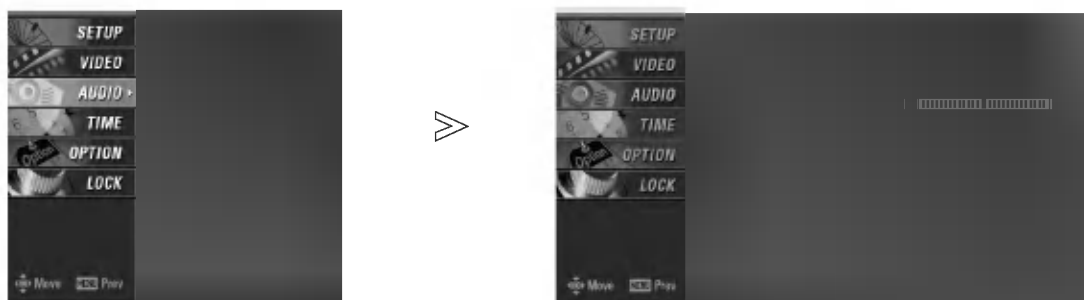 SETUP
VIDEO
AUDIO
TIME
OPTION
LOCK
Move Prev
SETUP
VIDEO
AUDIO
TIME
OPTION
LOCK
Move Prev